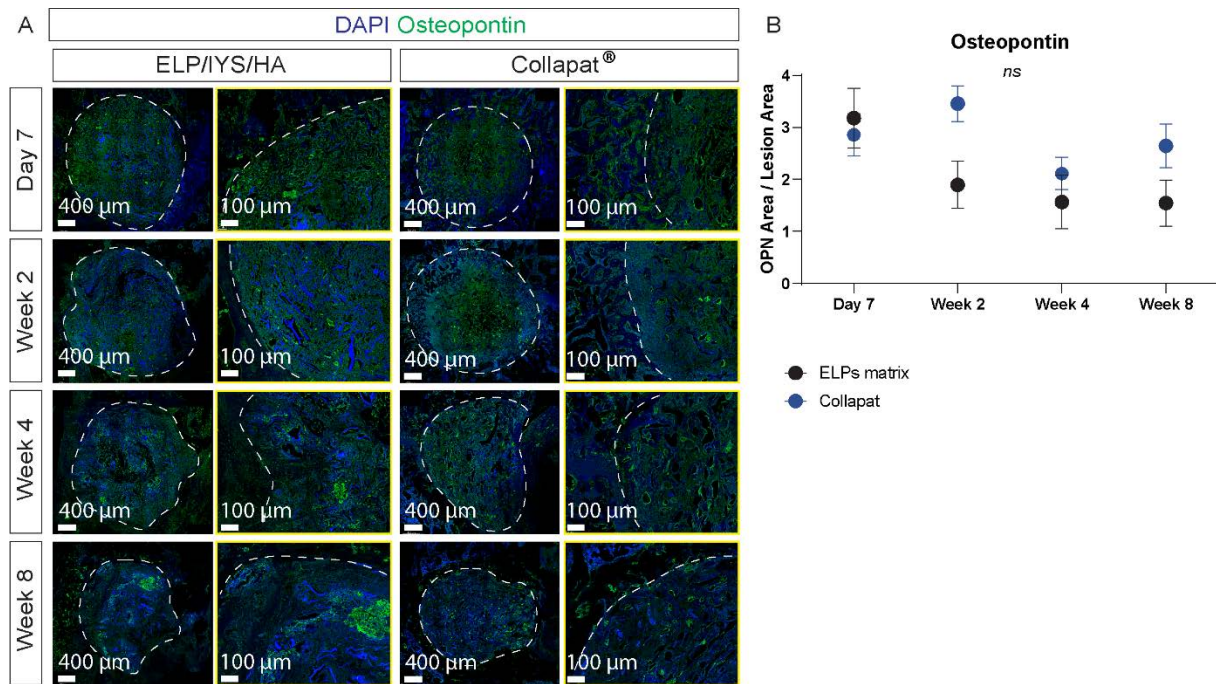 A
DAPI Osteopontin
ELP/IYS/HA
Collapat®
Day 7
400 µm
100 µm
400 µm
100 µm
Week 2
400 µm
100 µm
400 µm
100 µm
Week 4
400 µm
100 µm
400 µm
100 µm
Week 8
400 µm
100 µm
400 µm
100 µm
B
Osteopontin
ns
OPN Area / Lesion Area
4
3
2
1
0
Day 7 Week 2 Week 4 Week 8
ELPs matrix
Collapat